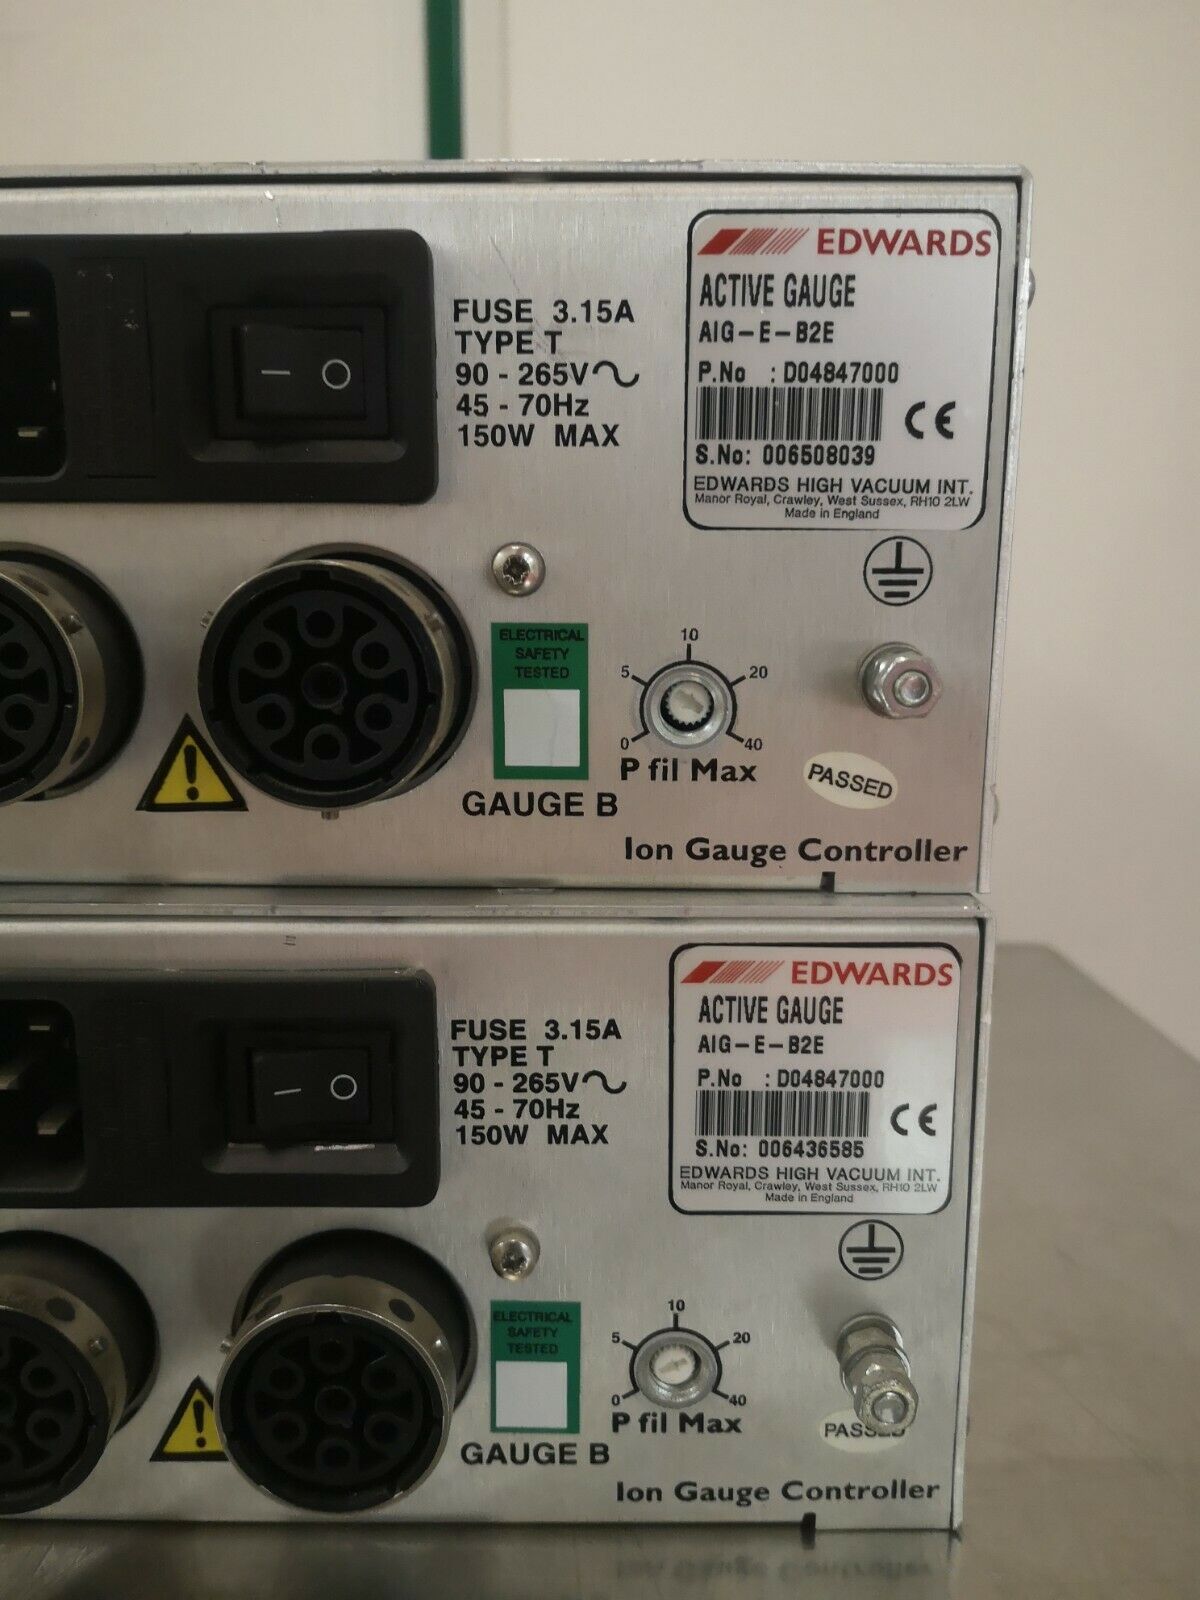 EDWARDS
ACTIVE GAUGE
AIG-E-B2E
P.No : D04847000
CE
S.No: 006508039
EDWARDS HIGH VACUUM INT.
Manor Royal, Crawley, West Sussex, RH10 2LW
Made in England
FUSE 3.15A
TYPE T
90 - 265V~
45 - 70Hz
150W MAX
I O
ELECTRICAL
SAFETY
TESTED
10
5 20
0 40
P fil Max
PASSED
GAUGE B
Ion Gauge Controller
EDWARDS
ACTIVE GAUGE
AIG-E-B2E
P.No : D04847000
CE
S.No: 006436585
EDWARDS HIGH VACUUM INT.
Manor Royal, Crawley, West Sussex, RH10 2LW
Made in England
FUSE 3.15A
TYPE T
90 - 265V~
45 - 70Hz
150W MAX
I O
ELECTRICAL
SAFETY
TESTED
10
5 20
0 40
P fil Max
PASSED
GAUGE B
Ion Gauge Controller